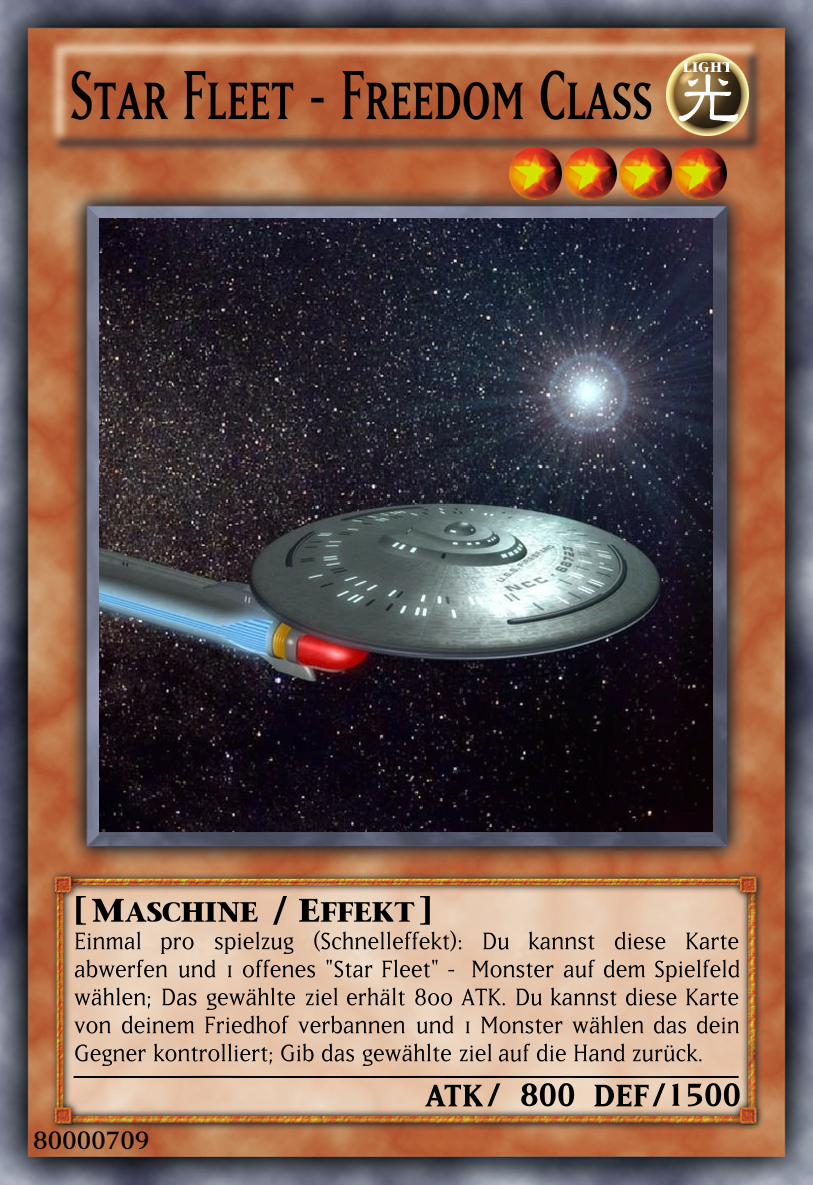 Star Fleet - Freedom Class
LIGHT
光
NCC. 68723
[Maschine / Effekt]
Einmal pro spielzug (Schnelleffekt): Du kannst diese Karte
abwerfen und 1 offenes "Star Fleet" - Monster auf dem Spielfeld
wählen; Das gewählte ziel erhält 800 ATK. Du kannst diese Karte
von deinem Friedhof verbannen und 1 Monster wählen das dein
Gegner kontrolliert; Gib das gewählte ziel auf die Hand zurück.
ATK/ 800 DEF/1500
80000709